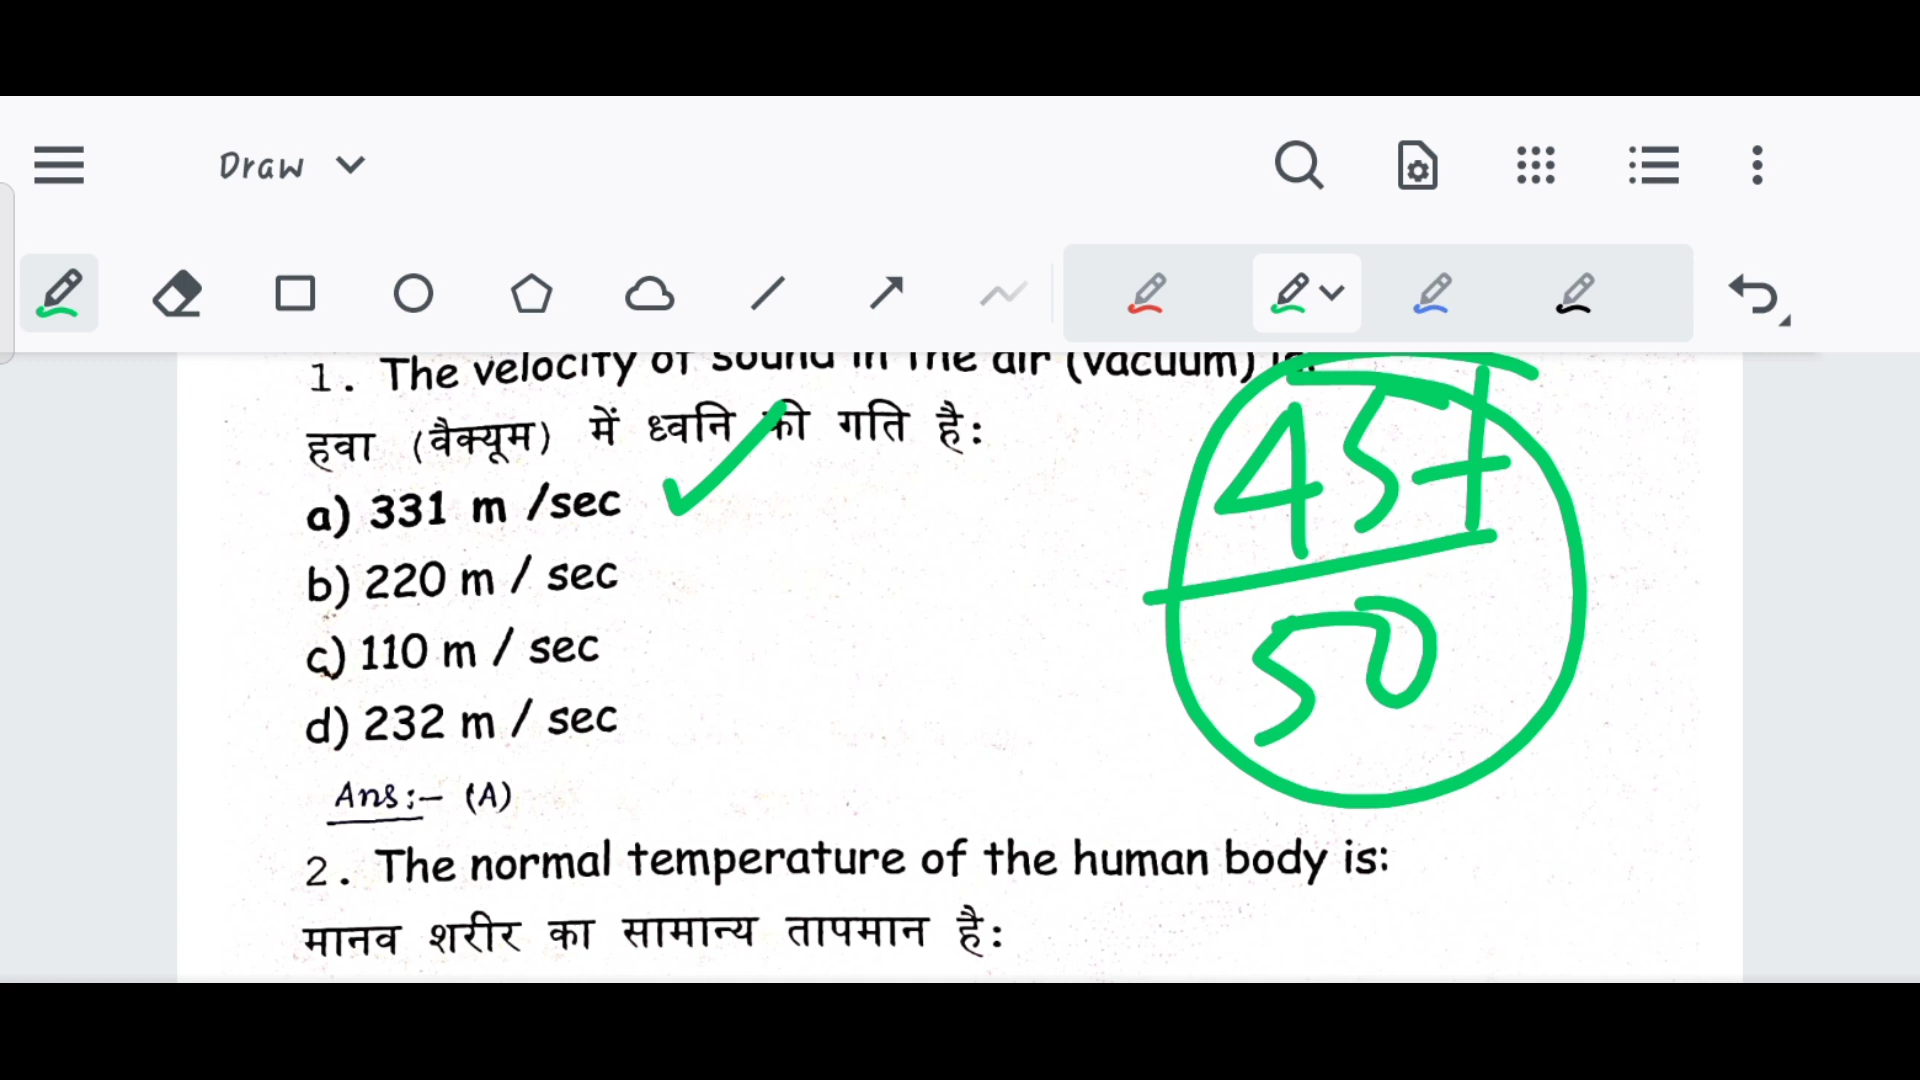 Draw
1. The velocity of sound in the air (vacuum) is
हवा (वैक्यूम) में ध्वनि की गति है:
a) 331 m /sec
b) 220 m / sec
c) 110 m / sec
d) 232 m / sec
Ans:- (A)
45+
50
2. The normal temperature of the human body is:
मानव शरीर का सामान्य तापमान है: